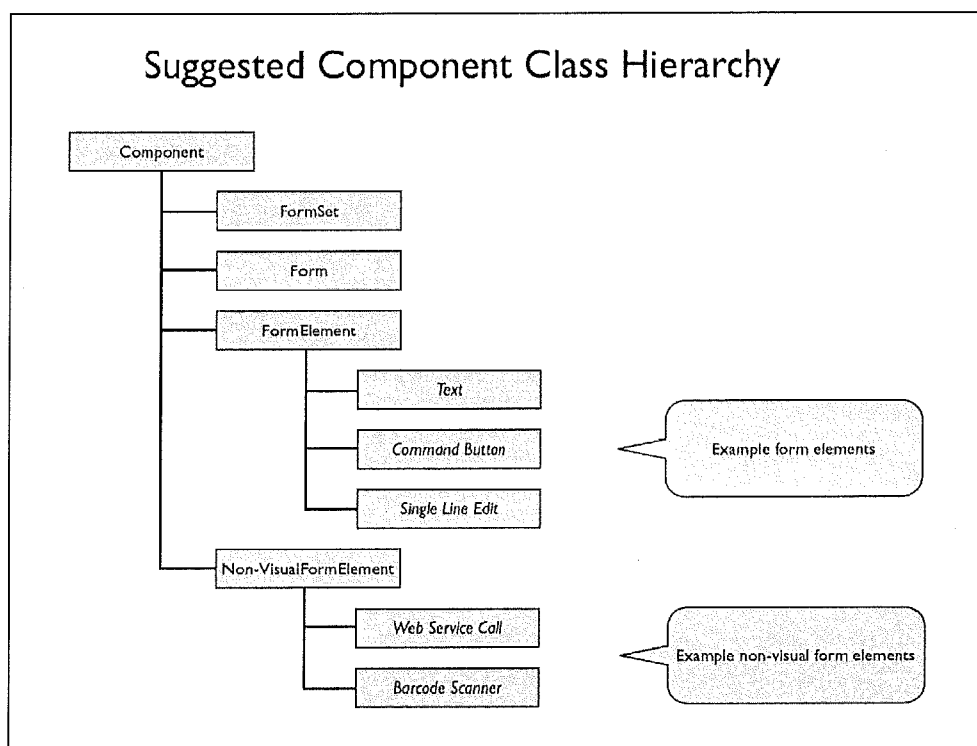 Suggested Component Class Hierarchy
Component
FormSet
Form
FormElement
Text
Command Button
Single Line Edit
Example form elements
Non-VisualFormElement
Web Service Call
Barcode Scanner
Example non-visual form elements